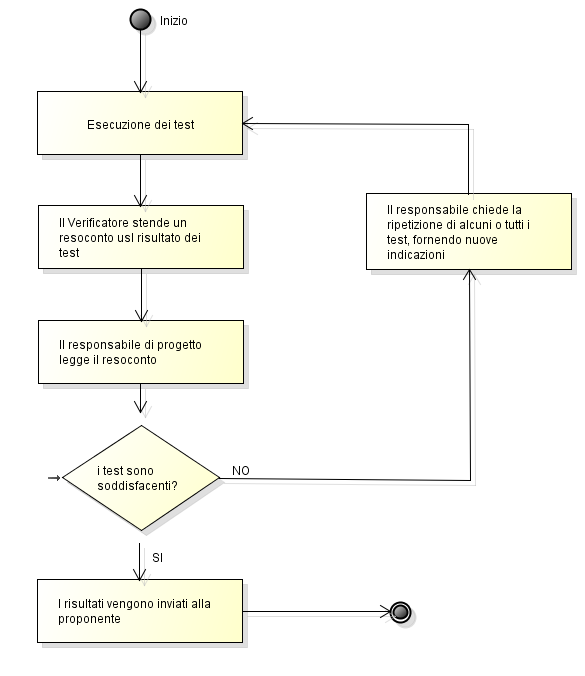 Inizio
Esecuzione dei test
Il Verificatore stende un
resoconto usl risultato dei
test
Il responsabile chiede la
ripetizione di alcuni o tutti i
test, fornendo nuove
indicazioni
Il responsabile di progetto
legge il resoconto
i test sono
soddisfacenti?
NO
SI
I risultati vengono inviati alla
proponente